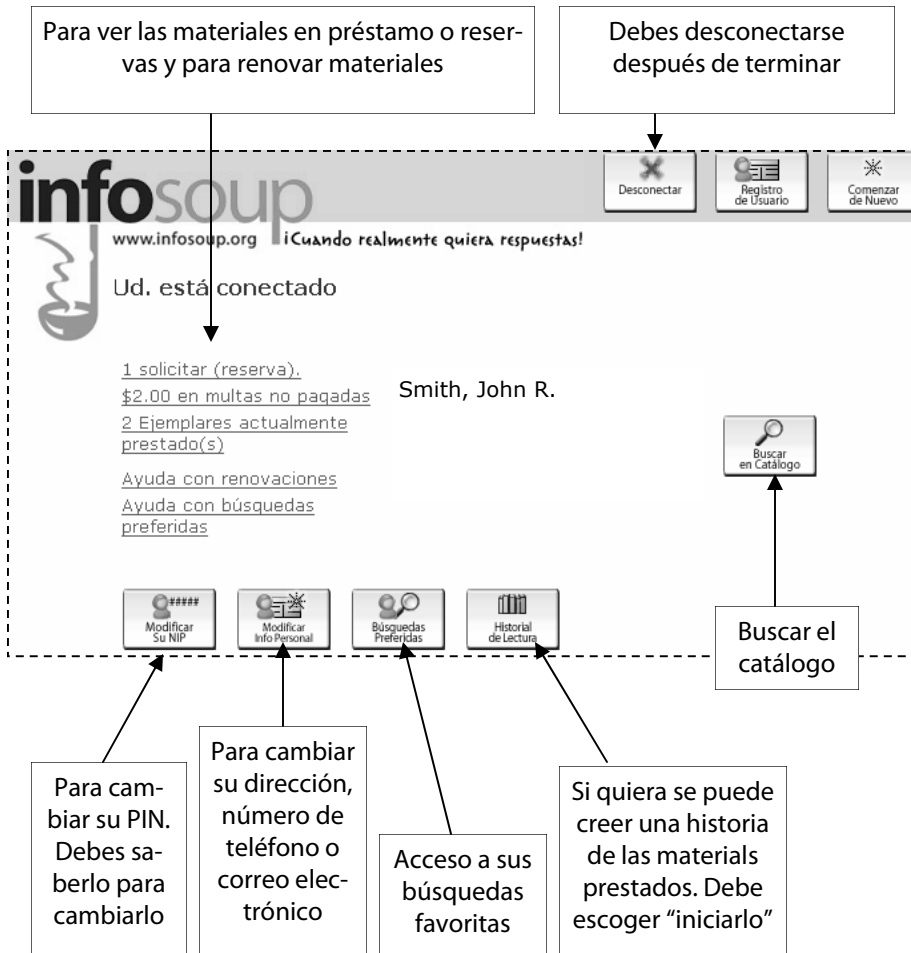 Para ver las materiales en préstamo o reser-
vas y para renovar materiales
Debes desconectarse
después de terminar
infosoup
Desconectar
Registro
de Usuario
Comenzar
de Nuevo
www.infosoup.org
¡Cuando realmente quiera respuestas!
Ud. está conectado
1 solicitar (reserva).
$2.00 en multas no pagadas
2 Ejemplares actualmente
prestado(s)
Ayuda con renovaciones
Ayuda con búsquedas
preferidas
Smith, John R.
Buscar
en Catálogo
#####
Modificar
Su NIP
Modificar
Info Personal
Búsquedas
Preferidas
Historial
de Lectura
Buscar el
catálogo
Para cam-
biar su PIN.
Debes sa-
berlo para
cambiarlo
Para cambiar
su dirección,
número de
teléfono o
correo elec-
trónico
Acceso a sus
búsquedas
favoritas
Si quiera se puede
creer una historia
de las materials
prestados. Debe
escoger “iniciarlo”